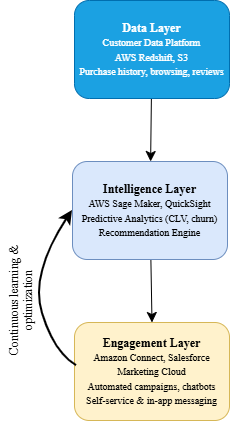 Data Layer
Customer Data Platform
AWS Redshift, S3
Purchase history, browsing, reviews
Intelligence Layer
AWS Sage Maker, QuickSight
Predictive Analytics (CLV, churn)
Recommendation Engine
Continuous learning &
optimization
Engagement Layer
Amazon Connect, Salesforce
Marketing Cloud
Automated campaigns, chatbots
Self-service & in-app messaging